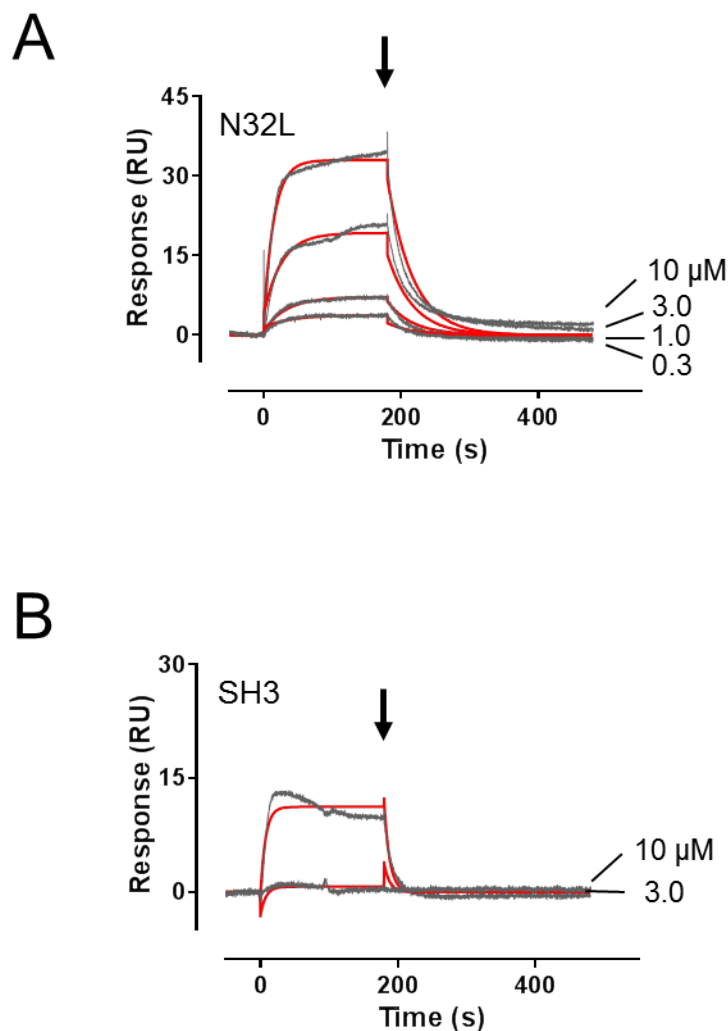 A
N32L
Response (RU)
45
30
15
0
10 µM
3.0
1.0
0.3
0 200 400
Time (s)
B
SH3
Response (RU)
30
15
0
10 µM
3.0
0 200 400
Time (s)